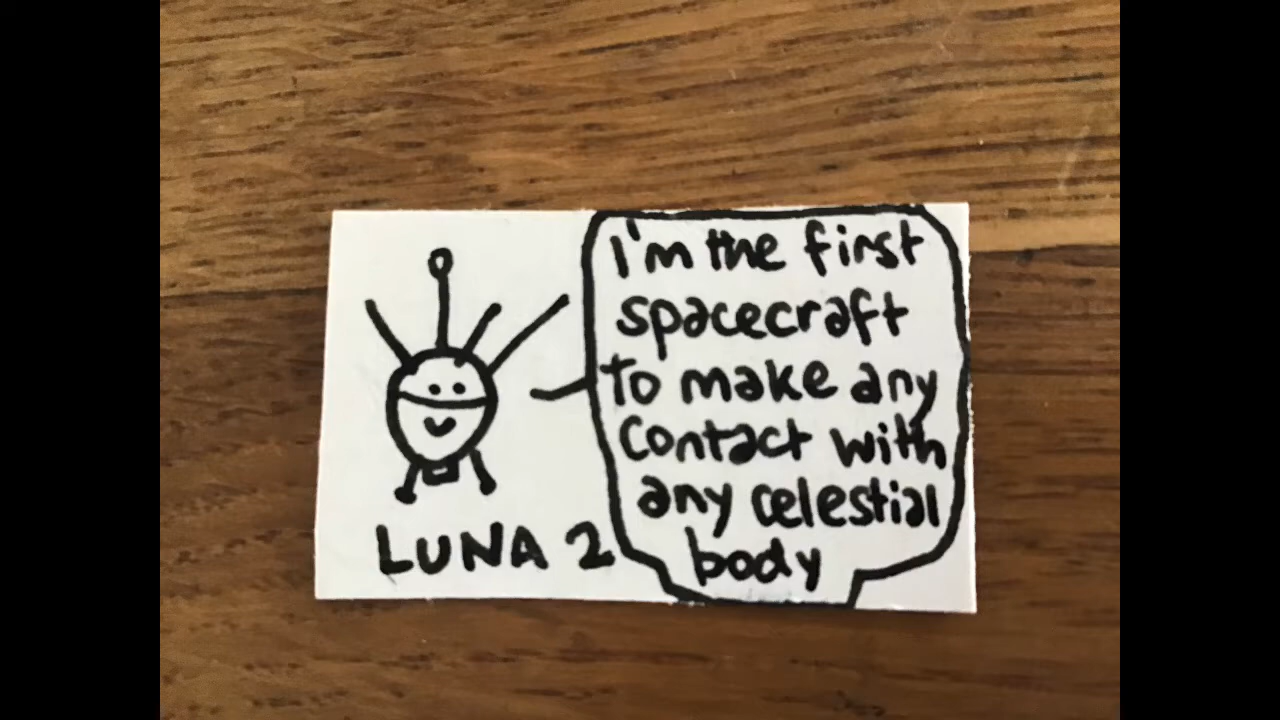 I'm the first
spacecraft
to make any
contact with
any celestial
body
LUNA 2